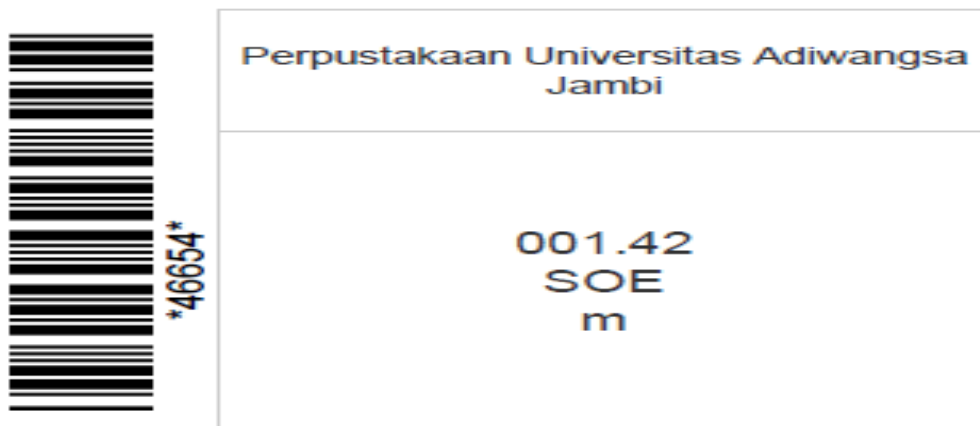 *46654*
Perpustakaan Universitas Adiwangsa
Jambi
001.42
SOE
m